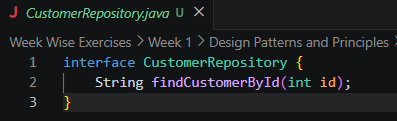 J CustomerRepository.java U ×
Week Wise Exercises > Week 1 > Design Patterns and Principles >
1 interface CustomerRepository {
2     String findCustomerById(int id);
3 }